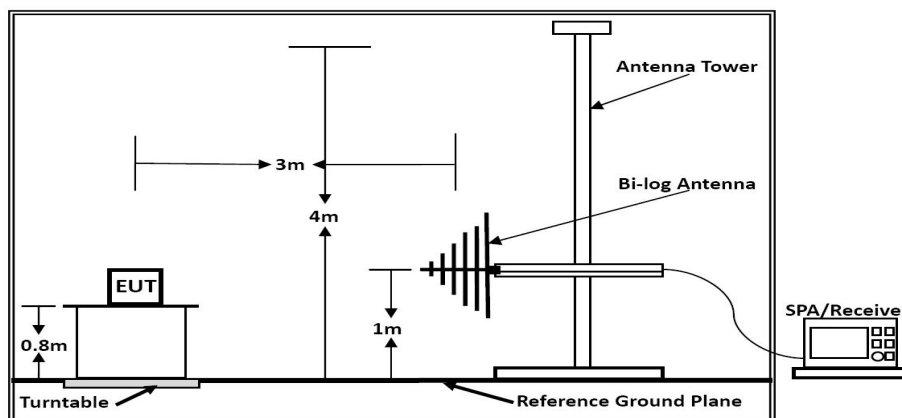 Antenna Tower
3m
Bi-log Antenna
4m
EUT
SPA/Receive
1m
0.8m
Turntable
Reference Ground Plane